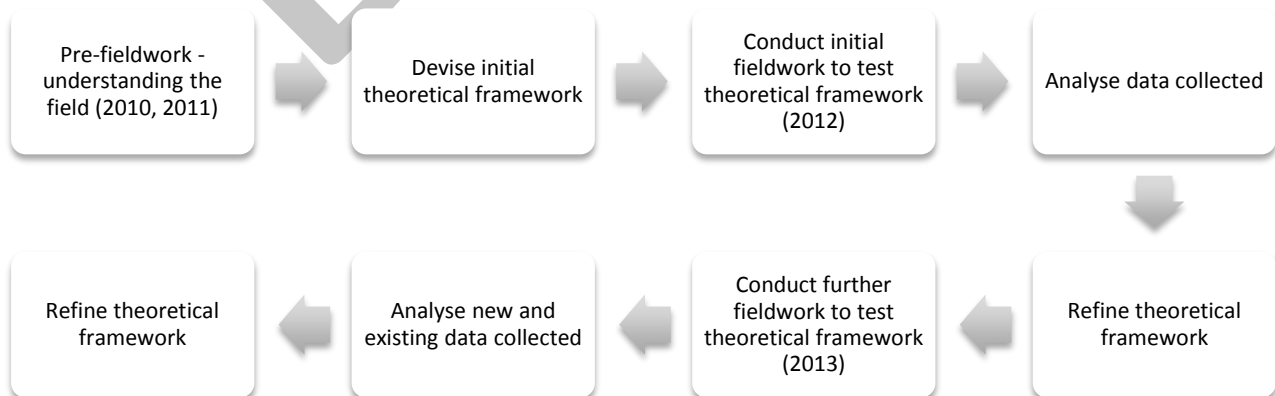 Pre-fieldwork -
understanding the
field (2010, 2011)
Devise initial
theoretical framework
Conduct initial
fieldwork to test
theoretical framework
(2012)
Analyse data collected
Refine theoretical
framework
Conduct further
fieldwork to test
theoretical framework
(2013)
Analyse new and
existing data collected
Refine theoretical
framework